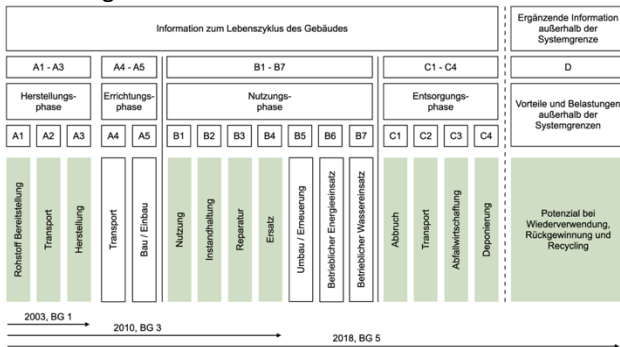 Information zum Lebenszyklus des Gebäudes
Ergänzende Information
außerhalb der
Systemgrenze
A1 - A3
A4 - A5
B1 - B7
C1 - C4
D
Herstellungs-
phase
Errichtungs-
phase
Nutzungs-
phase
Entsorgungs-
phase
Vorteile und Belastungen
außerhalb der
Systemgrenzen
A1
A2
A3
A4
A5
B1
B2
B3
B4
B5
B6
B7
C1
C2
C3
C4
Rohstoff Bereitstellung
Transport
Herstellung
Transport
Bau / Einbau
Nutzung
Instandhaltung
Reparatur
Ersatz
Umbau / Erneuerung
Betrieblicher Energieeinsatz
Betrieblicher Wassereinsatz
Abbruch
Transport
Abfallwirtschaftung
Deponierung
Potenzial bei
Wiederverwendung,
Rückgewinnung und
Recycling
2003, BG 1
2010, BG 3
2018, BG 5